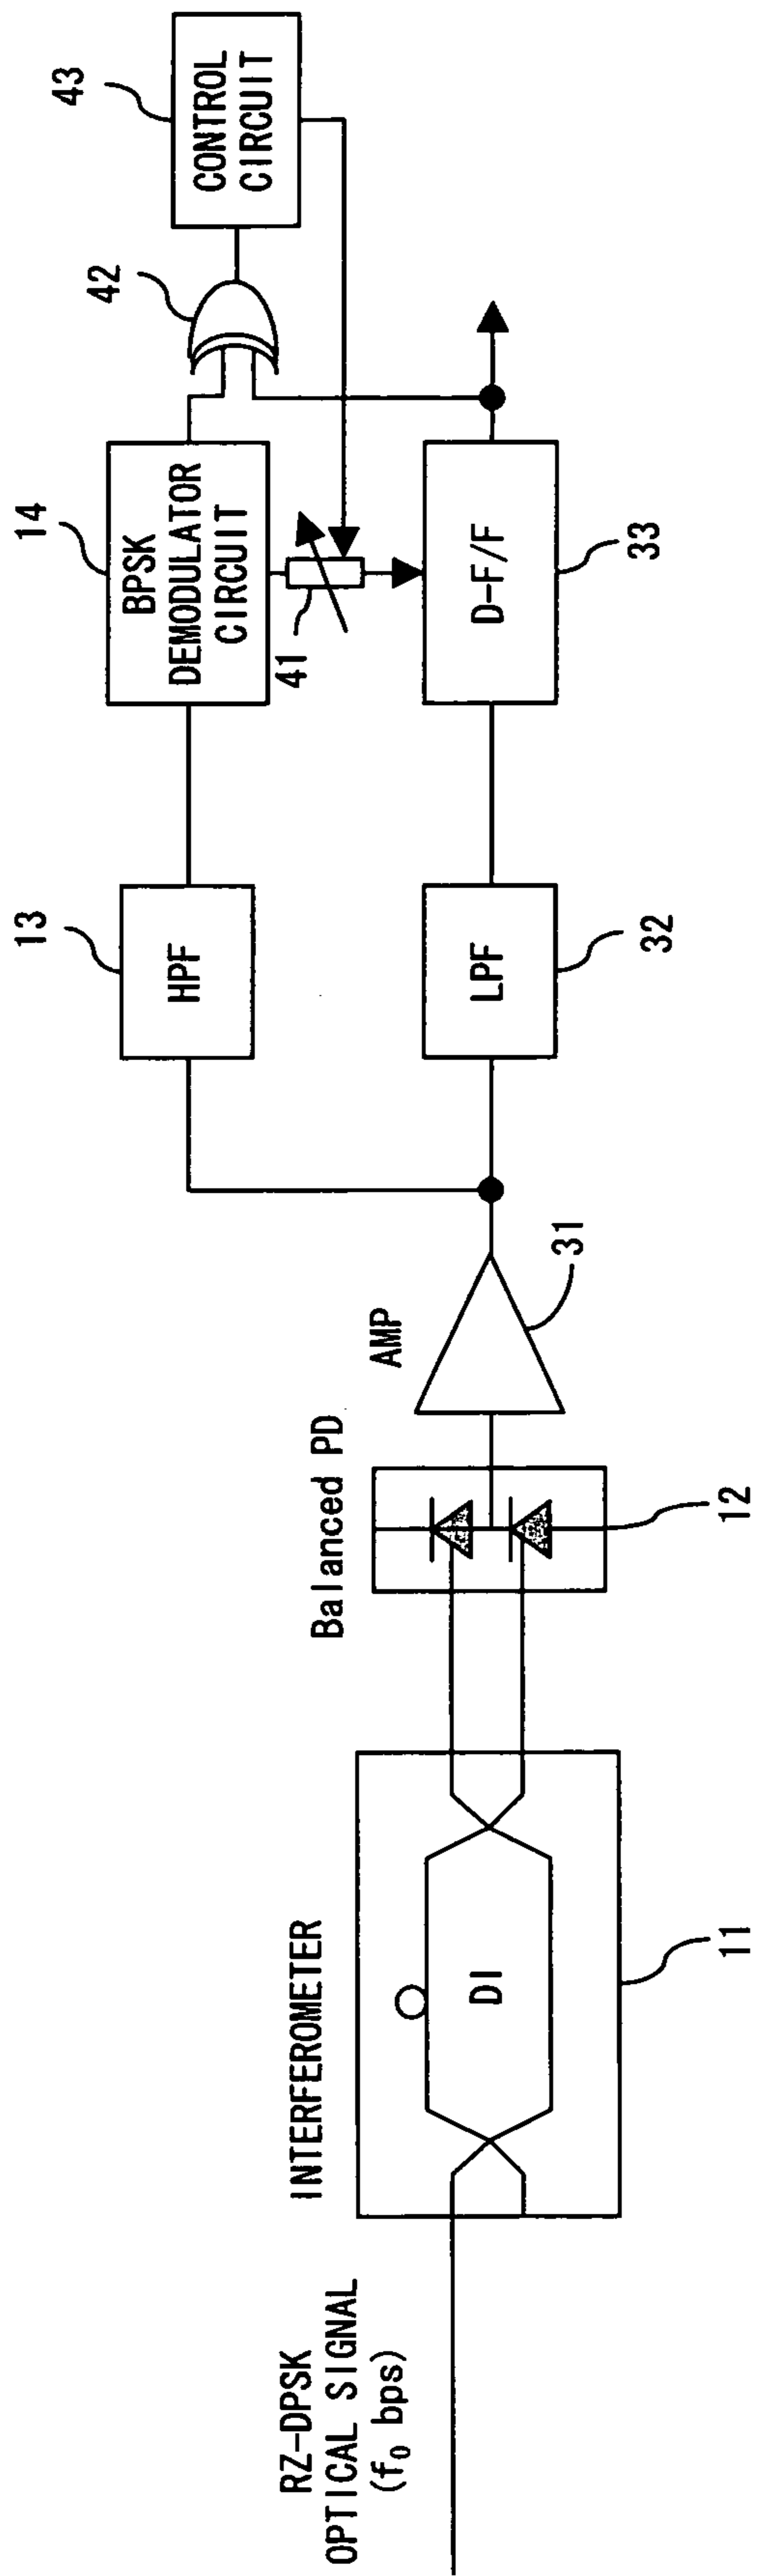 RZ-DPSK
OPTICAL SIGNAL
(f₀ bps)
INTERFEROMETER
DI
11
Balanced PD
12
AMP
31
13
HPF
LPF
32
14
BPSK
DEMODULATOR
CIRCUIT
41
D-F/F
33
42
43
CONTROL
CIRCUIT